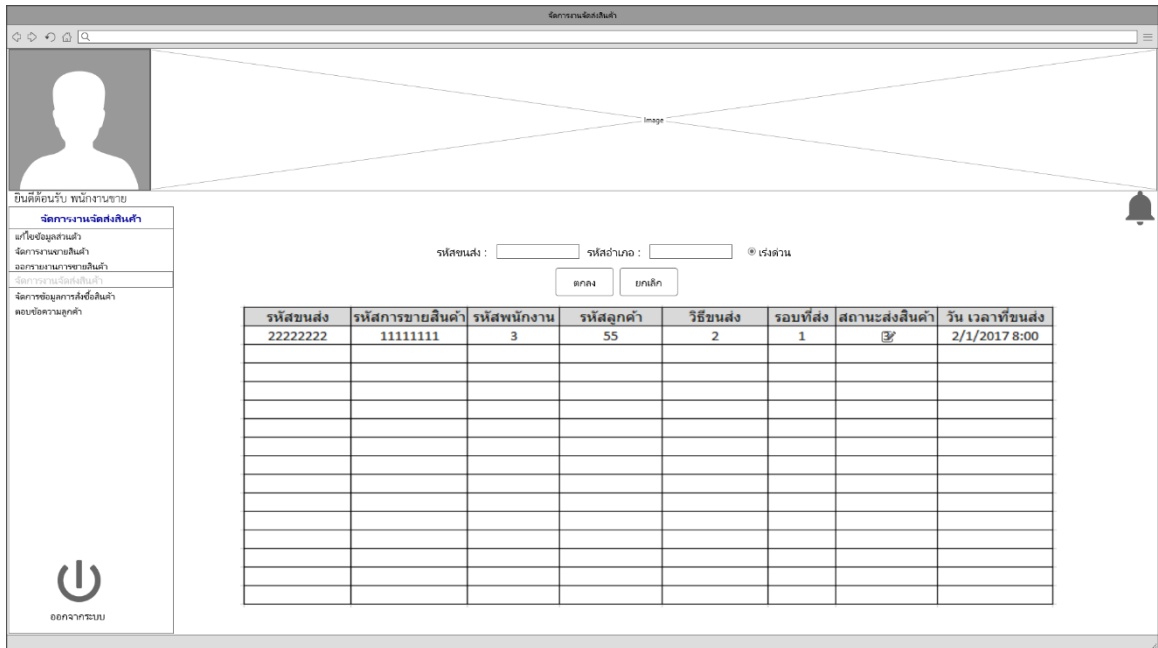 จัดการงานจัดส่งสินค้า
Image
ยินดีต้อนรับ พนักงานขาย
จัดการงานจัดส่งสินค้า
แก้ไขข้อมูลส่วนตัว
จัดการงานขายสินค้า
ออกรายงานการขายสินค้า
จัดการงานจัดส่งสินค้า
จัดการข้อมูลการสั่งซื้อสินค้า
ตอบข้อความลูกค้า
รหัสขนส่ง : รหัสอำเภอ : เร่งด่วน
ตกลง ยกเลิก
รหัสขนส่ง รหัสการขายสินค้า รหัสพนักงาน รหัสลูกค้า วิธีขนส่ง รอบที่ส่ง สถานะส่งสินค้า วัน เวลาที่ขนส่ง
22222222 11111111 3 55 2 1 2/1/2017 8:00
ออกจากระบบ